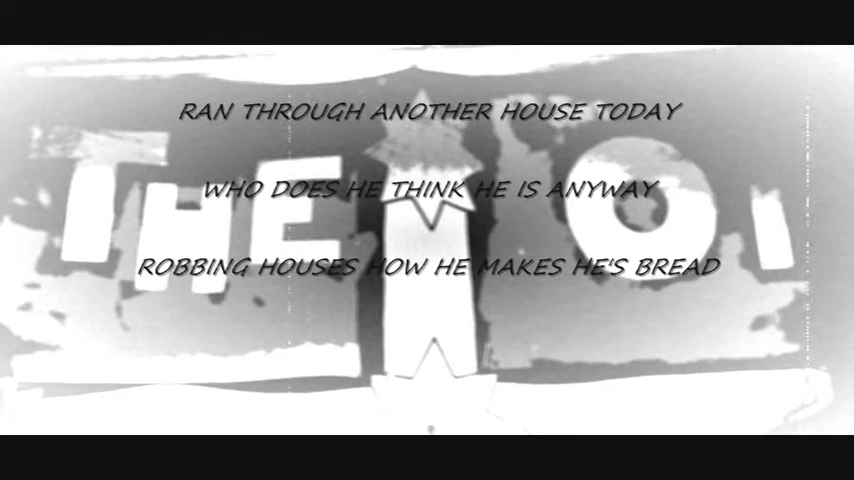 RAN THROUGH ANOTHER HOUSE TODAY
WHO DOES HE THINK HE IS ANYWAY
ROBBING HOUSES HOW HE MAKES HE'S BREAD
THE